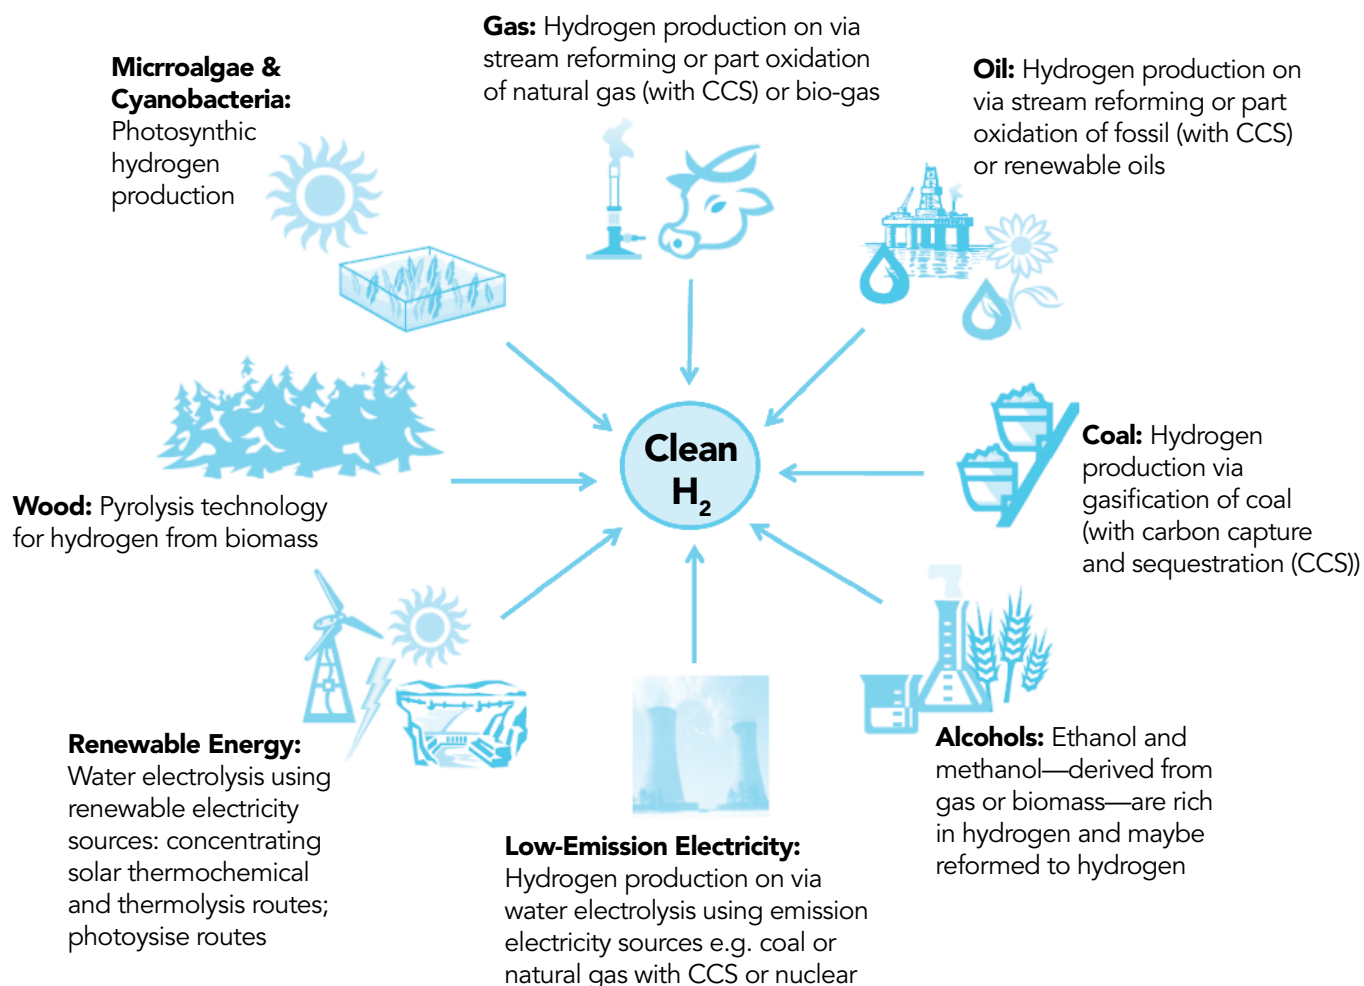 Gas: Hydrogen production on via
stream reforming or part oxidation
of natural gas (with CCS) or bio-gas
Micrroalgae &
Cyanobacteria:
Photosynthic
hydrogen
production
Oil: Hydrogen production on
via stream reforming or part
oxidation of fossil (with CCS)
or renewable oils
Clean
H₂
Coal: Hydrogen
production via
gasification of coal
(with carbon capture
and sequestration (CCS))
Wood: Pyrolysis technology
for hydrogen from biomass
Renewable Energy:
Water electrolysis using
renewable electricity
sources: concentrating
solar thermochemical
and thermolysis routes;
photoysise routes
Low-Emission Electricity:
Hydrogen production on via
water electrolysis using emission
electricity sources e.g. coal or
natural gas with CCS or nuclear
Alcohols: Ethanol and
methanol—derived from
gas or biomass—are rich
in hydrogen and maybe
reformed to hydrogen